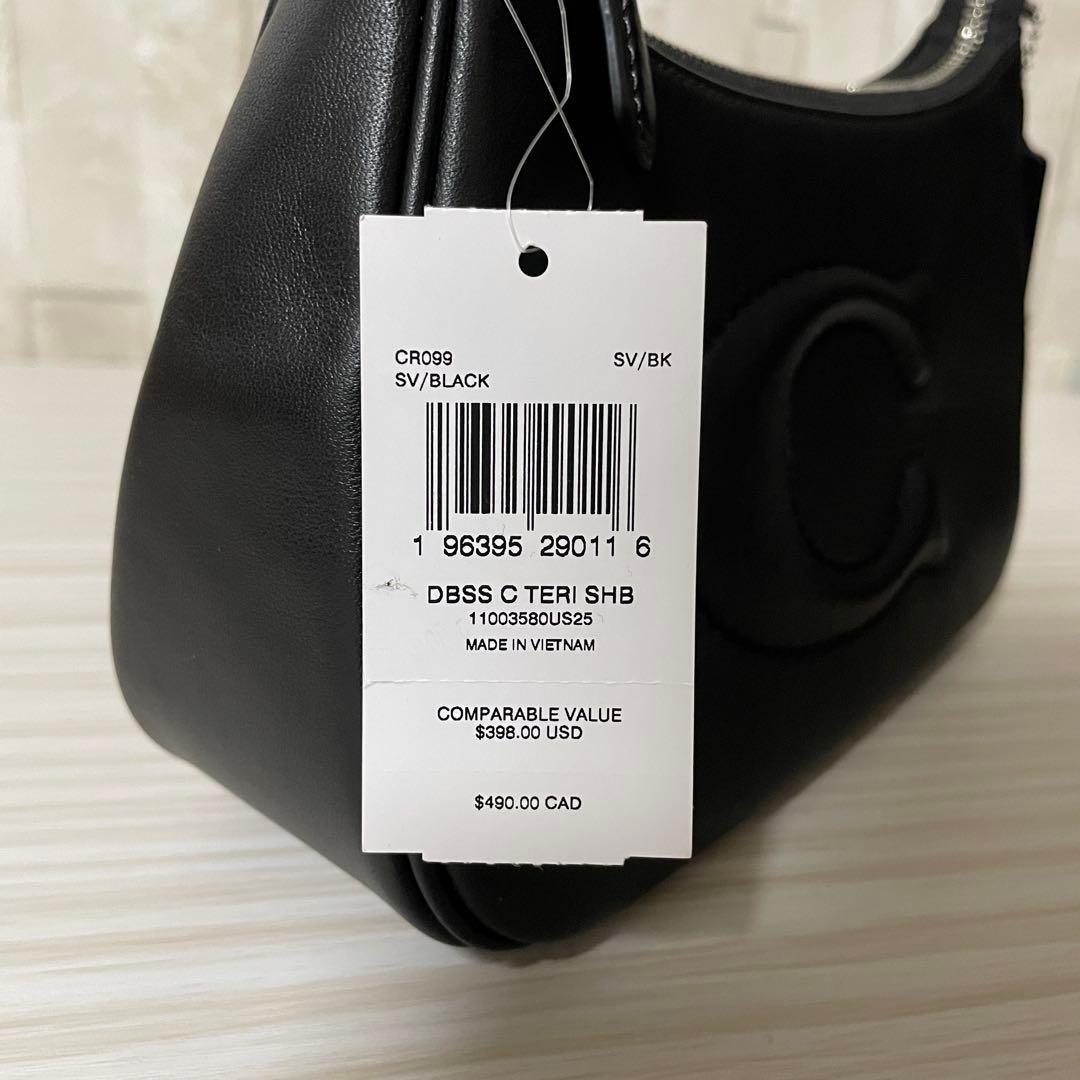 CR099 SV/BK
SV/BLACK
1 96395 29011 6
DBSS C TERI SHB
11003580US25
MADE IN VIETNAM
COMPARABLE VALUE
$398.00 USD
$490.00 CAD
C